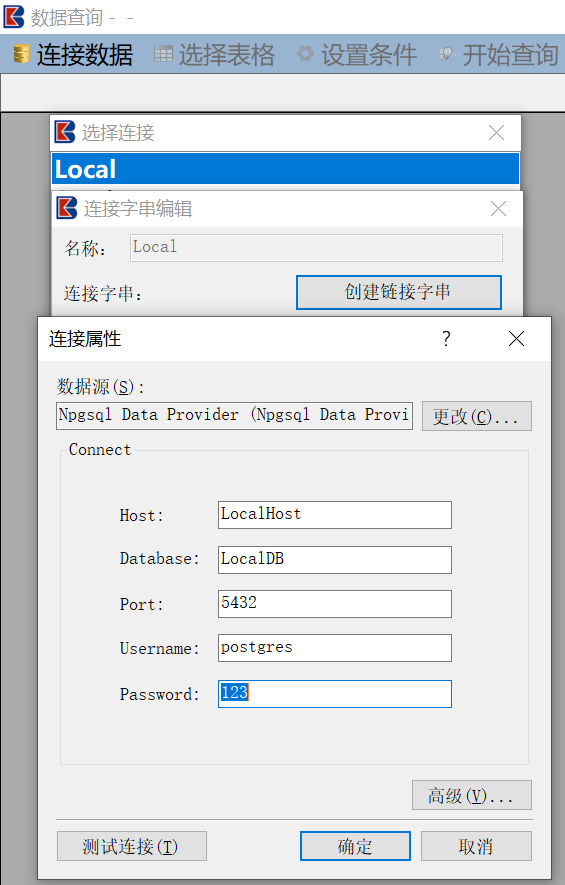 数据查询 - -
连接数据 选择表格 设置条件 开始查询
选择连接
Local
连接字串编辑
名称: Local
连接字串: 创建链接字串
连接属性 ?
数据源(S):
Npgsql Data Provider (Npgsql Data Provi 更改(C)...
Connect
Host: LocalHost
Database: LocalDB
Port: 5432
Username: postgres
Password: 123
高级(V)...
测试连接(T) 确定 取消